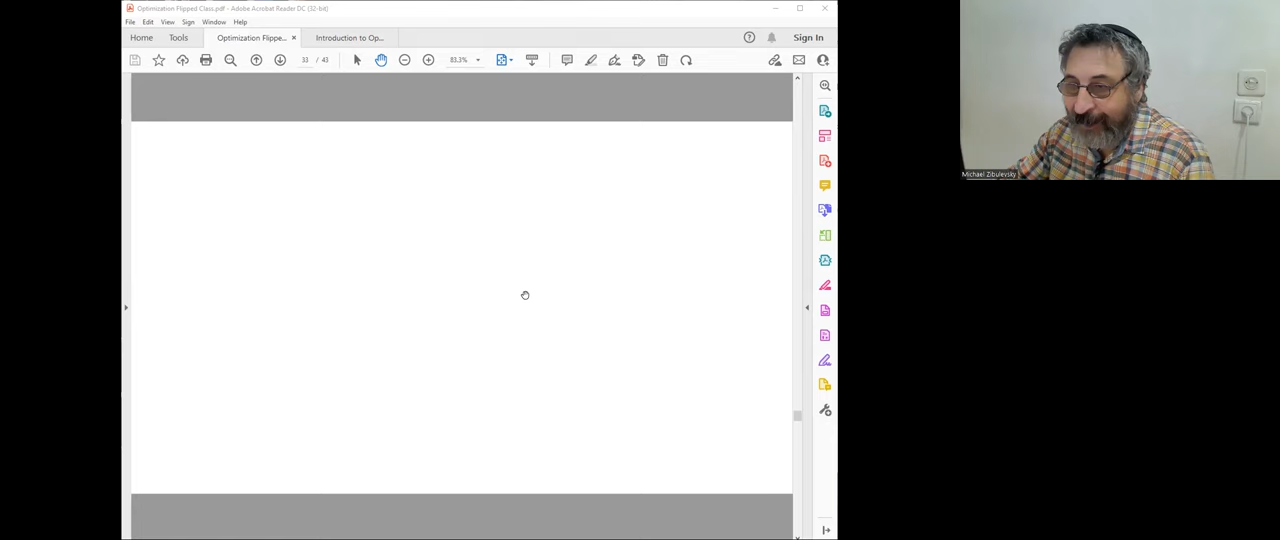 Optimization Flipped Class.pdf - Adobe Acrobat Reader DC (32-bit)
File Edit View Sign Window Help
Home Tools Optimization Flippe... × Introduction to Op... Sign In
33 / 43 83.3%
Michael Zibulevsky